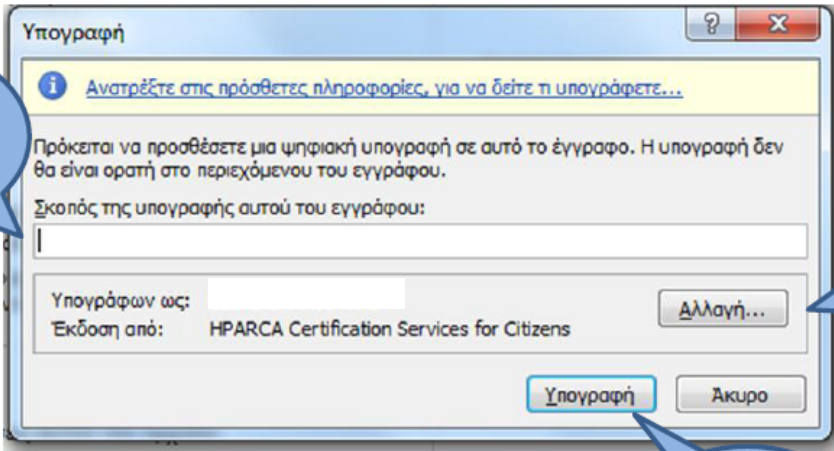 Υπογραφή
Ανατρέξτε στις πρόσθετες πληροφορίες, για να δείτε τι υπογράφετε...
Πρόκειται να προσθέσετε μια ψηφιακή υπογραφή σε αυτό το έγγραφο. Η υπογραφή δεν
θα είναι ορατή στο περιεχόμενου του εγγράφου.
Σκοπός της υπογραφής αυτού του εγγράφου:
Υπογράφων ως:
Αλλαγή...
Έκδοση από: HPARCA Certification Services for Citizens
Υπογραφή Άκυρο